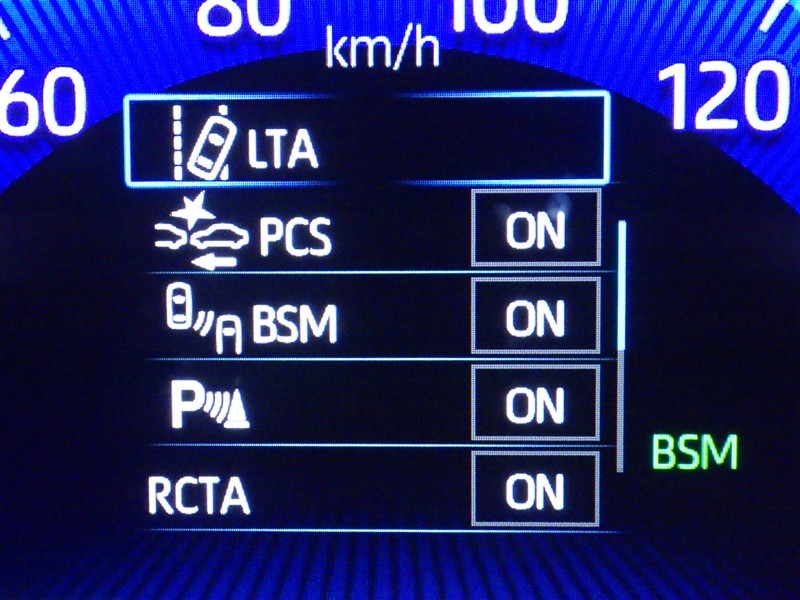 80 100
km/h
60 120
LTA
PCS ON
BSM ON
P ON
BSM
RCTA ON